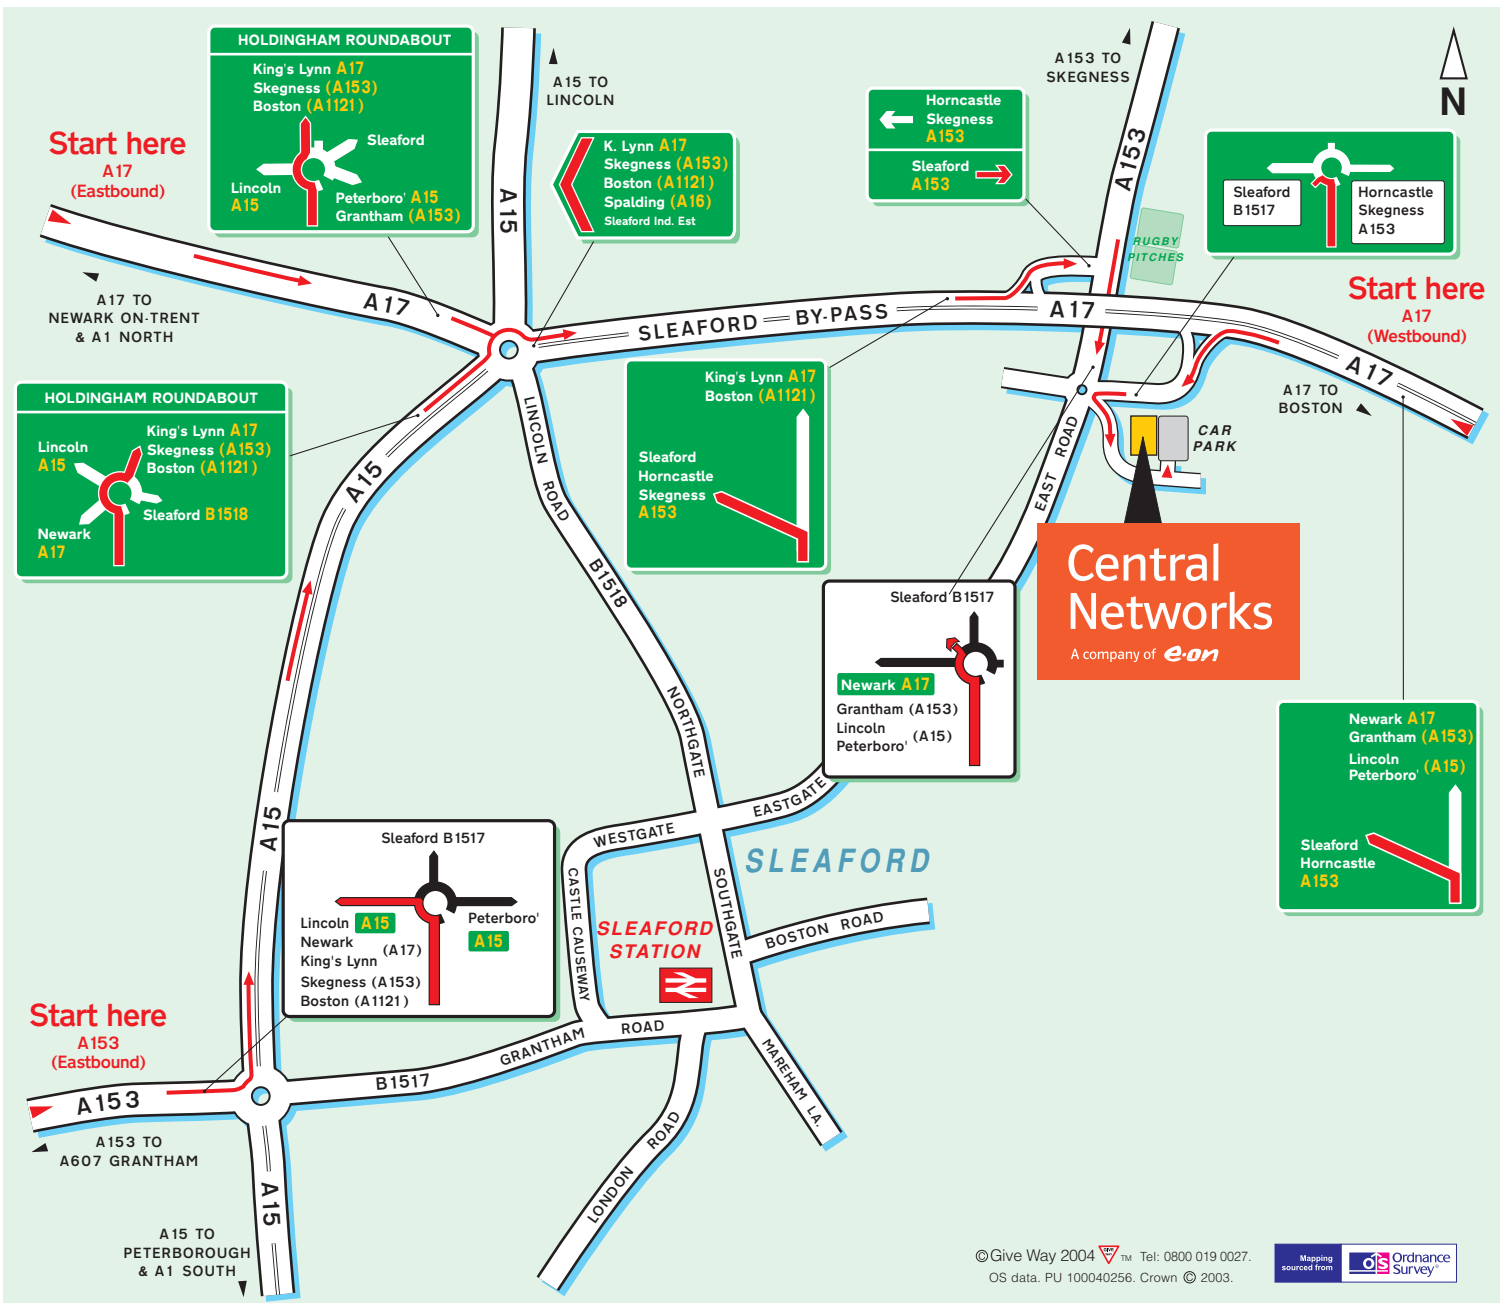 HOLDINGHAM ROUNDABOUT
King's Lynn A17
Skegness (A153)
Boston (A1121)
Sleaford
Lincoln
A15
Peterboro' A15
Grantham (A153)
A15 TO
LINCOLN
A153 TO
SKEGNESS
N
Start here
A17
(Eastbound)
K. Lynn A17
Skegness (A153)
Boston (A1121)
Spalding (A16)
Sleaford Ind. Est
Horncastle
Skegness
A153
Sleaford
A153
A153
Sleaford
B1517
Horncastle
Skegness
A153
A15
RUGBY
PITCHES
A17 TO
NEWARK ON-TRENT
& A1 NORTH
A17
SLEAFORD BY-PASS
A17
Start here
A17
(Westbound)
A17
A17 TO
BOSTON
HOLDINGHAM ROUNDABOUT
King's Lynn A17
Skegness (A153)
Boston (A1121)
Lincoln
A15
Sleaford B1518
Newark
A17
A15
LINCOLN ROAD
B1518
King's Lynn A17
Boston (A1121)
Sleaford
Horncastle
Skegness
A153
EAST ROAD
CAR
PARK
Central
Networks
A company of e·on
Sleaford B1517
Newark A17
Grantham (A153)
Lincoln
Peterboro' (A15)
NORTHGATE
Newark A17
Grantham (A153)
Lincoln
Peterboro' (A15)
Sleaford
Horncastle
A153
A15
EASTGATE
WESTGATE
SLEAFORD
Sleaford B1517
Lincoln A15
Newark
King's Lynn (A17)
Skegness (A153)
Boston (A1121)
Peterboro'
A15
CASTLE CAUSEWAY
SOUTHGATE
SLEAFORD
STATION
BOSTON ROAD
Start here
A153
(Eastbound)
A153
B1517
GRANTHAM ROAD
MAREHAM LA.
LONDON ROAD
A153 TO
A607 GRANTHAM
A15
A15 TO
PETERBOROUGH
& A1 SOUTH
© Give Way 2004 GIVE WAY TM Tel: 0800 019 0027.
OS data. PU 100040256. Crown © 2003.
Mapping
sourced from
OS Ordnance
Survey®